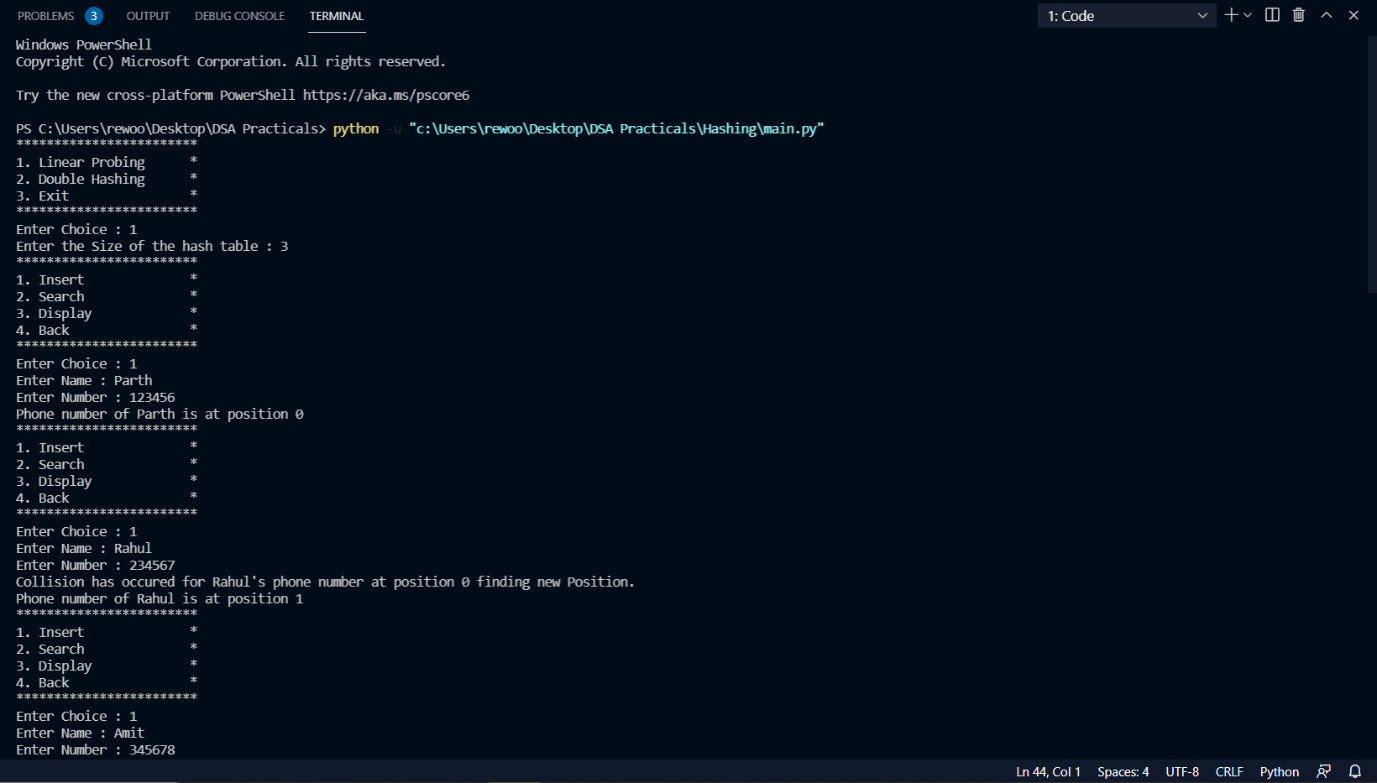 PROBLEMS 3 OUTPUT DEBUG CONSOLE TERMINAL 1: Code
Windows PowerShell
Copyright (C) Microsoft Corporation. All rights reserved.
Try the new cross-platform PowerShell https://aka.ms/pscore6
PS C:\Users\rewoo\Desktop\DSA Practicals> python -u "c:\Users\rewoo\Desktop\DSA Practicals\Hashing\main.py"
************************
1. Linear Probing *
2. Double Hashing *
3. Exit *
************************
Enter Choice : 1
Enter the Size of the hash table : 3
************************
1. Insert *
2. Search *
3. Display *
4. Back *
************************
Enter Choice : 1
Enter Name : Parth
Enter Number : 123456
Phone number of Parth is at position 0
************************
1. Insert *
2. Search *
3. Display *
4. Back *
************************
Enter Choice : 1
Enter Name : Rahul
Enter Number : 234567
Collision has occured for Rahul's phone number at position 0 finding new Position.
Phone number of Rahul is at position 1
************************
1. Insert *
2. Search *
3. Display *
4. Back *
************************
Enter Choice : 1
Enter Name : Amit
Enter Number : 345678
Ln 44, Col 1 Spaces: 4 UTF-8 CRLF Python